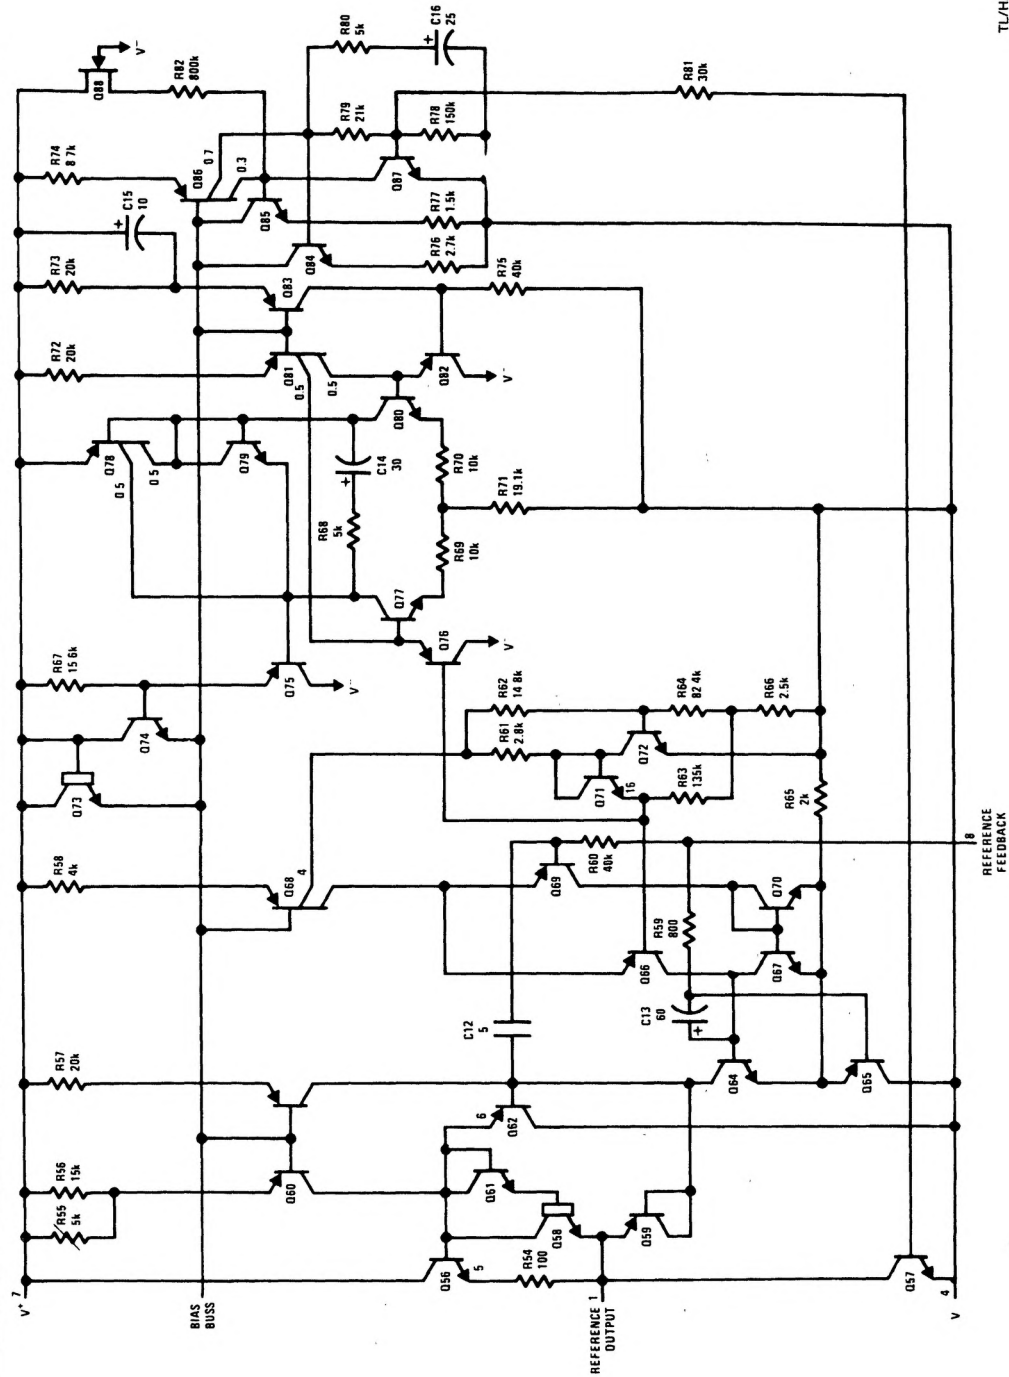 TL/H
V+ 7
R55
5k
R56
15k
R57
20k
R58
4k
R67
15 6k
R72
20k
R73
20k
C15
10
+
R74
8 7k
Q88
V-
R82
800k
R80
5k
C16
25
+
Q73
Q74
Q78
0 5
0 5
Q79
Q86
0 7
0.3
R79
21k
R78
150k
R81
30k
BIAS
BUSS
Q60
Q68
4
Q75
V-
R68
5k
C14
30
+
Q81
0.5
0.5
Q80
Q83
Q84
Q85
Q87
R76
2.7k
R77
1.5k
R75
40k
Q82
V-
Q56
5
R54
100
Q61
Q58
Q62
6
Q59
C12
5
Q69
R60
40k
R61
2.8k
R62
14 8k
Q76
V-
Q77
R69
10k
R70
10k
R71
19.1k
Q71
16
Q72
R63
135k
R64
82 4k
R66
2.5k
REFERENCE
OUTPUT
1
Q64
C13
60
+
Q66
R59
800
Q67
Q70
R65
2k
Q65
Q57
V
4
8
REFERENCE
FEEDBACK